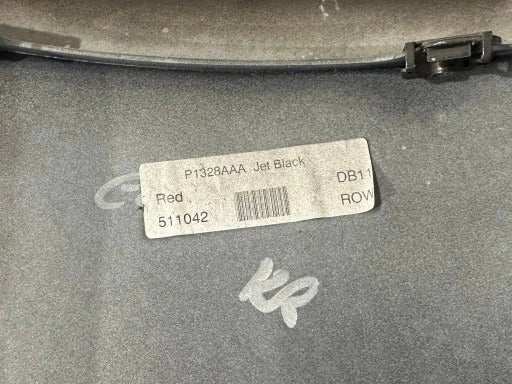 P1328AAA Jet Black
Red DB11
511042 ROW
KR